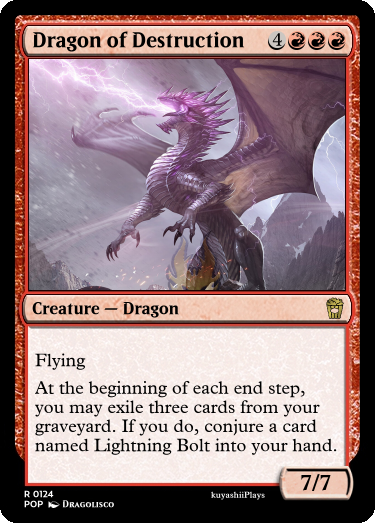 Dragon of Destruction 4
Creature — Dragon
Flying
At the beginning of each end step,
you may exile three cards from your
graveyard. If you do, conjure a card
named Lightning Bolt into your hand.
7/7
R 0124
POP Dragolisco
kuyashiiPlays